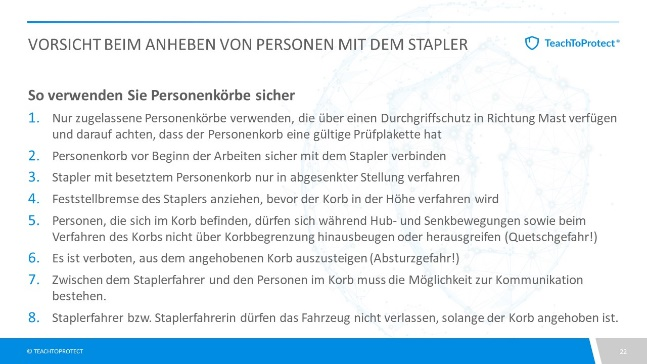 VORSICHT BEIM ANHEBEN VON PERSONEN MIT DEM STAPLER
TeachToProtect®
So verwenden Sie Personenkörbe sicher
1. Nur zugelassene Personenkörbe verwenden, die über einen Durchgriffschutz in Richtung Mast verfügen
und darauf achten, dass der Personenkorb eine gültige Prüfplakette hat
2. Personenkorb vor Beginn der Arbeiten sicher mit dem Stapler verbinden
3. Stapler mit besetztem Personenkorb nur in abgesenkter Stellung verfahren
4. Feststellbremse des Staplers anziehen, bevor der Korb in der Höhe verfahren wird
5. Personen, die sich im Korb befinden, dürfen sich während Hub- und Senkbewegungen sowie beim
Verfahren des Korbs nicht über Korbbegrenzung hinausbeugen oder herausgreifen (Quetschgefahr!)
6. Es ist verboten, aus dem angehobenen Korb auszusteigen (Absturzgefahr!)
7. Zwischen dem Staplerfahrer und den Personen im Korb muss die Möglichkeit zur Kommunikation
bestehen.
8. Staplerfahrer bzw. Staplerfahrerin dürfen das Fahrzeug nicht verlassen, solange der Korb angehoben ist.
© TEACHTOPROTECT
22